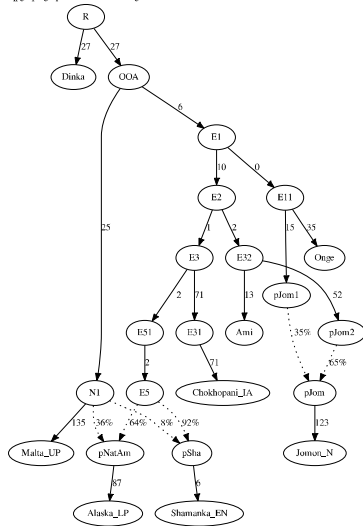 R
27
27
Dinka
OOA
6
E1
10
0
E2
E11
25
1
2
15
35
E3
E32
Onge
2
71
13
52
pJom1
E51
E31
Ami
pJom2
2
71
35%
65%
N1
E5
Chokhopani_IA
pJom
135
36%
64%
8%
92%
123
Malta_UP
pNatAm
pSha
Jomon_N
87
6
Alaska_LP
Shamanka_EN